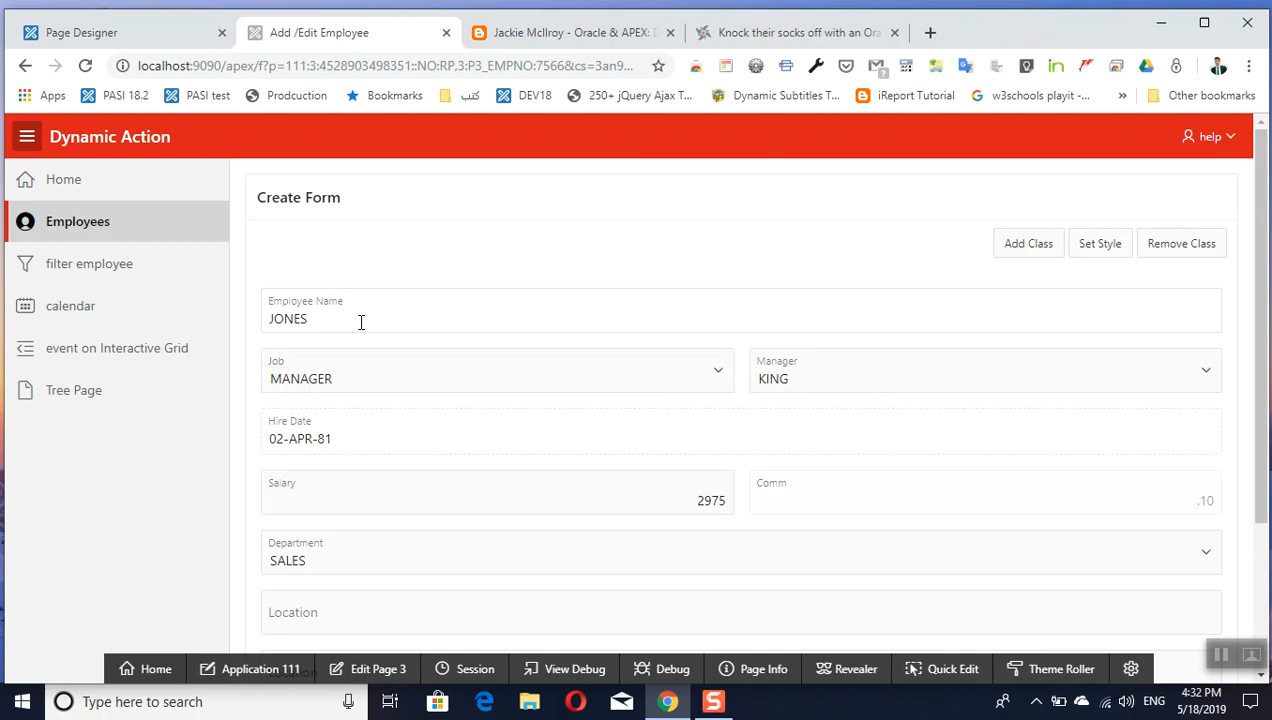 Page Designer
Add /Edit Employee
Jackie McIlroy - Oracle & APEX: D
Knock their socks off with an Ora
localhost:9090/apex/f?p=111:3:4528903498351::NO:RP,3:P3_EMPNO:7566&cs=3an9...
Apps
PASI 18.2
PASI test
Prodcuction
Bookmarks
كتب
DEV18
250+ jQuery Ajax T...
Dynamic Subtitles T...
iReport Tutorial
w3schools playit -...
»
Other bookmarks
Dynamic Action
help
Home
Employees
filter employee
calendar
event on Interactive Grid
Tree Page
Create Form
Add Class
Set Style
Remove Class
Employee Name
JONES
Job
MANAGER
Manager
KING
Hire Date
02-APR-81
Salary
2975
Comm
.10
Department
SALES
Location
Home
Application 111
Edit Page 3
Session
View Debug
Debug
Page Info
Revealer
Quick Edit
Theme Roller
Type here to search
ENG
4:32 PM
5/18/2019